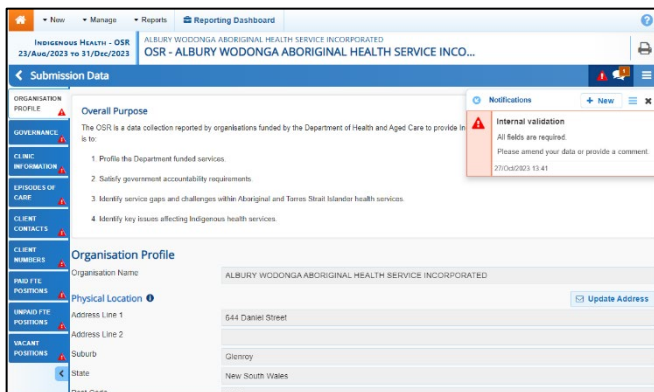 New
Manage
Reports
Reporting Dashboard
INDIGENOUS HEALTH - OSR
23/AUG/2023 TO 31/DEC/2023
ALBURY WODONGA ABORIGINAL HEALTH SERVICE INCORPORATED
OSR - ALBURY WODONGA ABORIGINAL HEALTH SERVICE INCO...
Submission Data
ORGANISATION
PROFILE
GOVERNANCE
CLINIC
INFORMATION
EPISODES OF
CARE
CLIENT
CONTACTS
CLIENT
NUMBERS
PAID FTE
POSITIONS
UNPAID FTE
POSITIONS
VACANT
POSITIONS
Overall Purpose
The OSR is a data collection reported by organisations funded by the Department of Health and Aged Care to provide
is to:
1. Profile the Department funded services.
2. Satisfy government accountability requirements.
3. Identify service gaps and challenges within Aboriginal and Torres Strait Islander health services.
4. Identify key issues affecting Indigenous health services.
Notifications
+ New
Internal validation
All fields are required.
Please amend your data or provide a comment.
27/Oct/2023 13:41
Organisation Profile
Organisation Name
ALBURY WODONGA ABORIGINAL HEALTH SERVICE INCORPORATED
Physical Location
Update Address
Address Line 1
644 Daniel Street
Address Line 2
Suburb
Glenroy
State
New South Wales